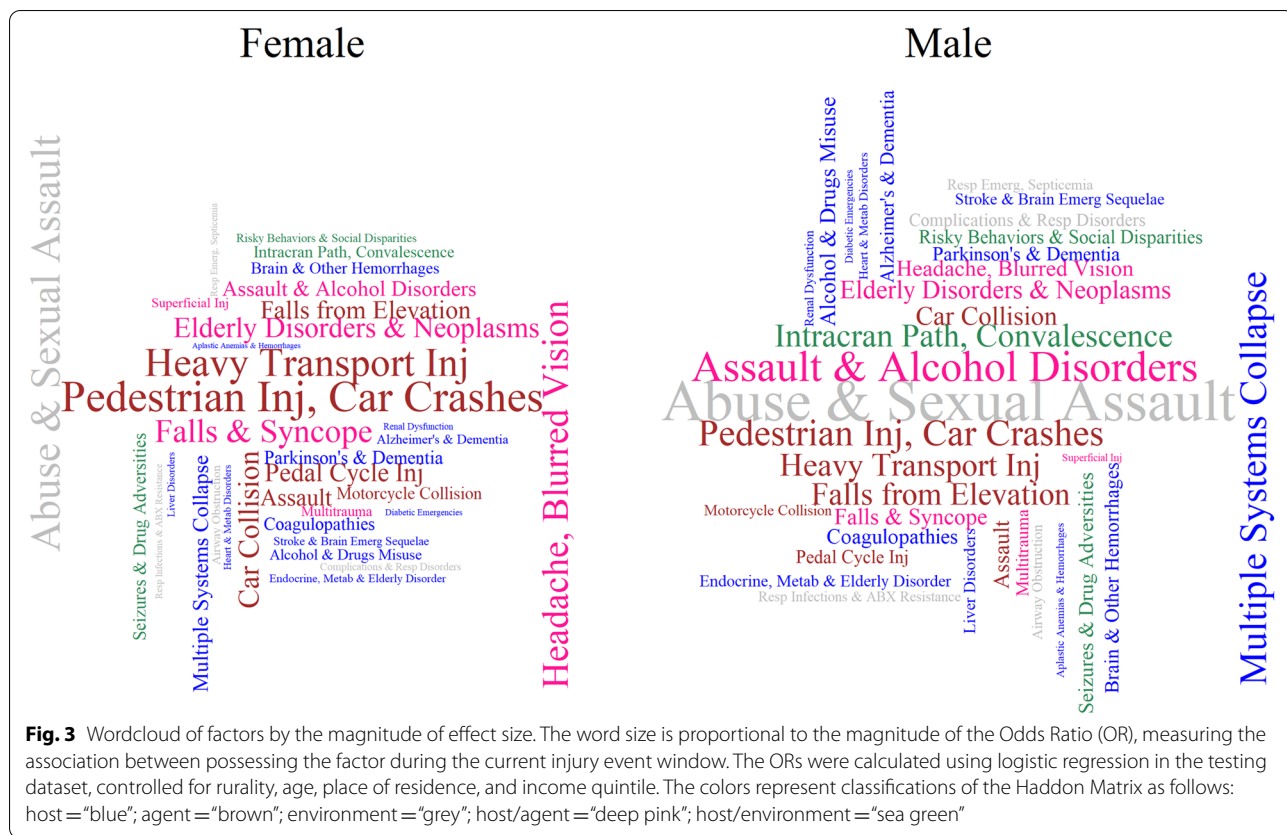 Female
Abuse & Sexual Assault
Resp Emerg, Septicemia
Risky Behaviors & Social Disparities
Intracran Path, Convalescence
Brain & Other Hemorrhages
Assault & Alcohol Disorders
Superficial Inj
Falls from Elevation
Elderly Disorders & Neoplasms
Aplastic Anemias & Hemorrhages
Heavy Transport Inj
Pedestrian Inj, Car Crashes
Headache, Blurred Vision
Falls & Syncope
Renal Dysfunction
Alzheimer's & Dementia
Seizures & Drug Adversities
Resp Infections & ABX Resistance
Liver Disorders
Multiple Systems Collapse
Airway Obstruction
Heart & Metab Disorders
Car Collision
Parkinson's & Dementia
Pedal Cycle Inj
Assault
Motorcycle Collision
Multitrauma
Diabetic Emergencies
Coagulopathies
Stroke & Brain Emerg Sequelae
Alcohol & Drugs Misuse
Complications & Resp Disorders
Endocrine, Metab & Elderly Disorder
Male
Renal Dysfunction
Alcohol & Drugs Misuse
Diabetic Emergencies
Heart & Metab Disorders
Alzheimer's & Dementia
Resp Emerg, Septicemia
Stroke & Brain Emerg Sequelae
Complications & Resp Disorders
Risky Behaviors & Social Disparities
Parkinson's & Dementia
Headache, Blurred Vision
Elderly Disorders & Neoplasms
Car Collision
Intracran Path, Convalescence
Assault & Alcohol Disorders
Abuse & Sexual Assault
Multiple Systems Collapse
Pedestrian Inj, Car Crashes
Heavy Transport Inj
Superficial Inj
Falls from Elevation
Motorcycle Collision
Falls & Syncope
Coagulopathies
Pedal Cycle Inj
Endocrine, Metab & Elderly Disorder
Resp Infections & ABX Resistance
Liver Disorders
Assault
Multitrauma
Airway Obstruction
Aplastic Anemias & Hemorrhages
Seizures & Drug Adversities
Brain & Other Hemorrhages
Fig. 3 Wordcloud of factors by the magnitude of effect size. The word size is proportional to the magnitude of the Odds Ratio (OR), measuring the
association between possessing the factor during the current injury event window. The ORs were calculated using logistic regression in the testing
dataset, controlled for rurality, age, place of residence, and income quintile. The colors represent classifications of the Haddon Matrix as follows:
host = "blue"; agent = "brown"; environment = "grey"; host/agent = "deep pink"; host/environment = "sea green"